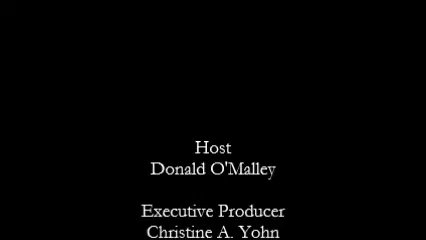 Host
Donald O'Malley
Executive Producer
Christine A. Yohn